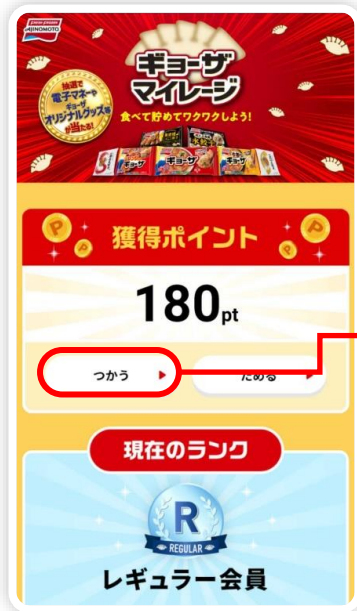 AJINOMOTO
ギョーザ
マイレージ
食べて貯めてワクワクしよう!
抽選で
電子マネーや
ギョーザ
オリジナルグッズ等
が当たる!
獲得ポイント
180pt
つかう
ためる
現在のランク
R
REGULAR
レギュラー会員